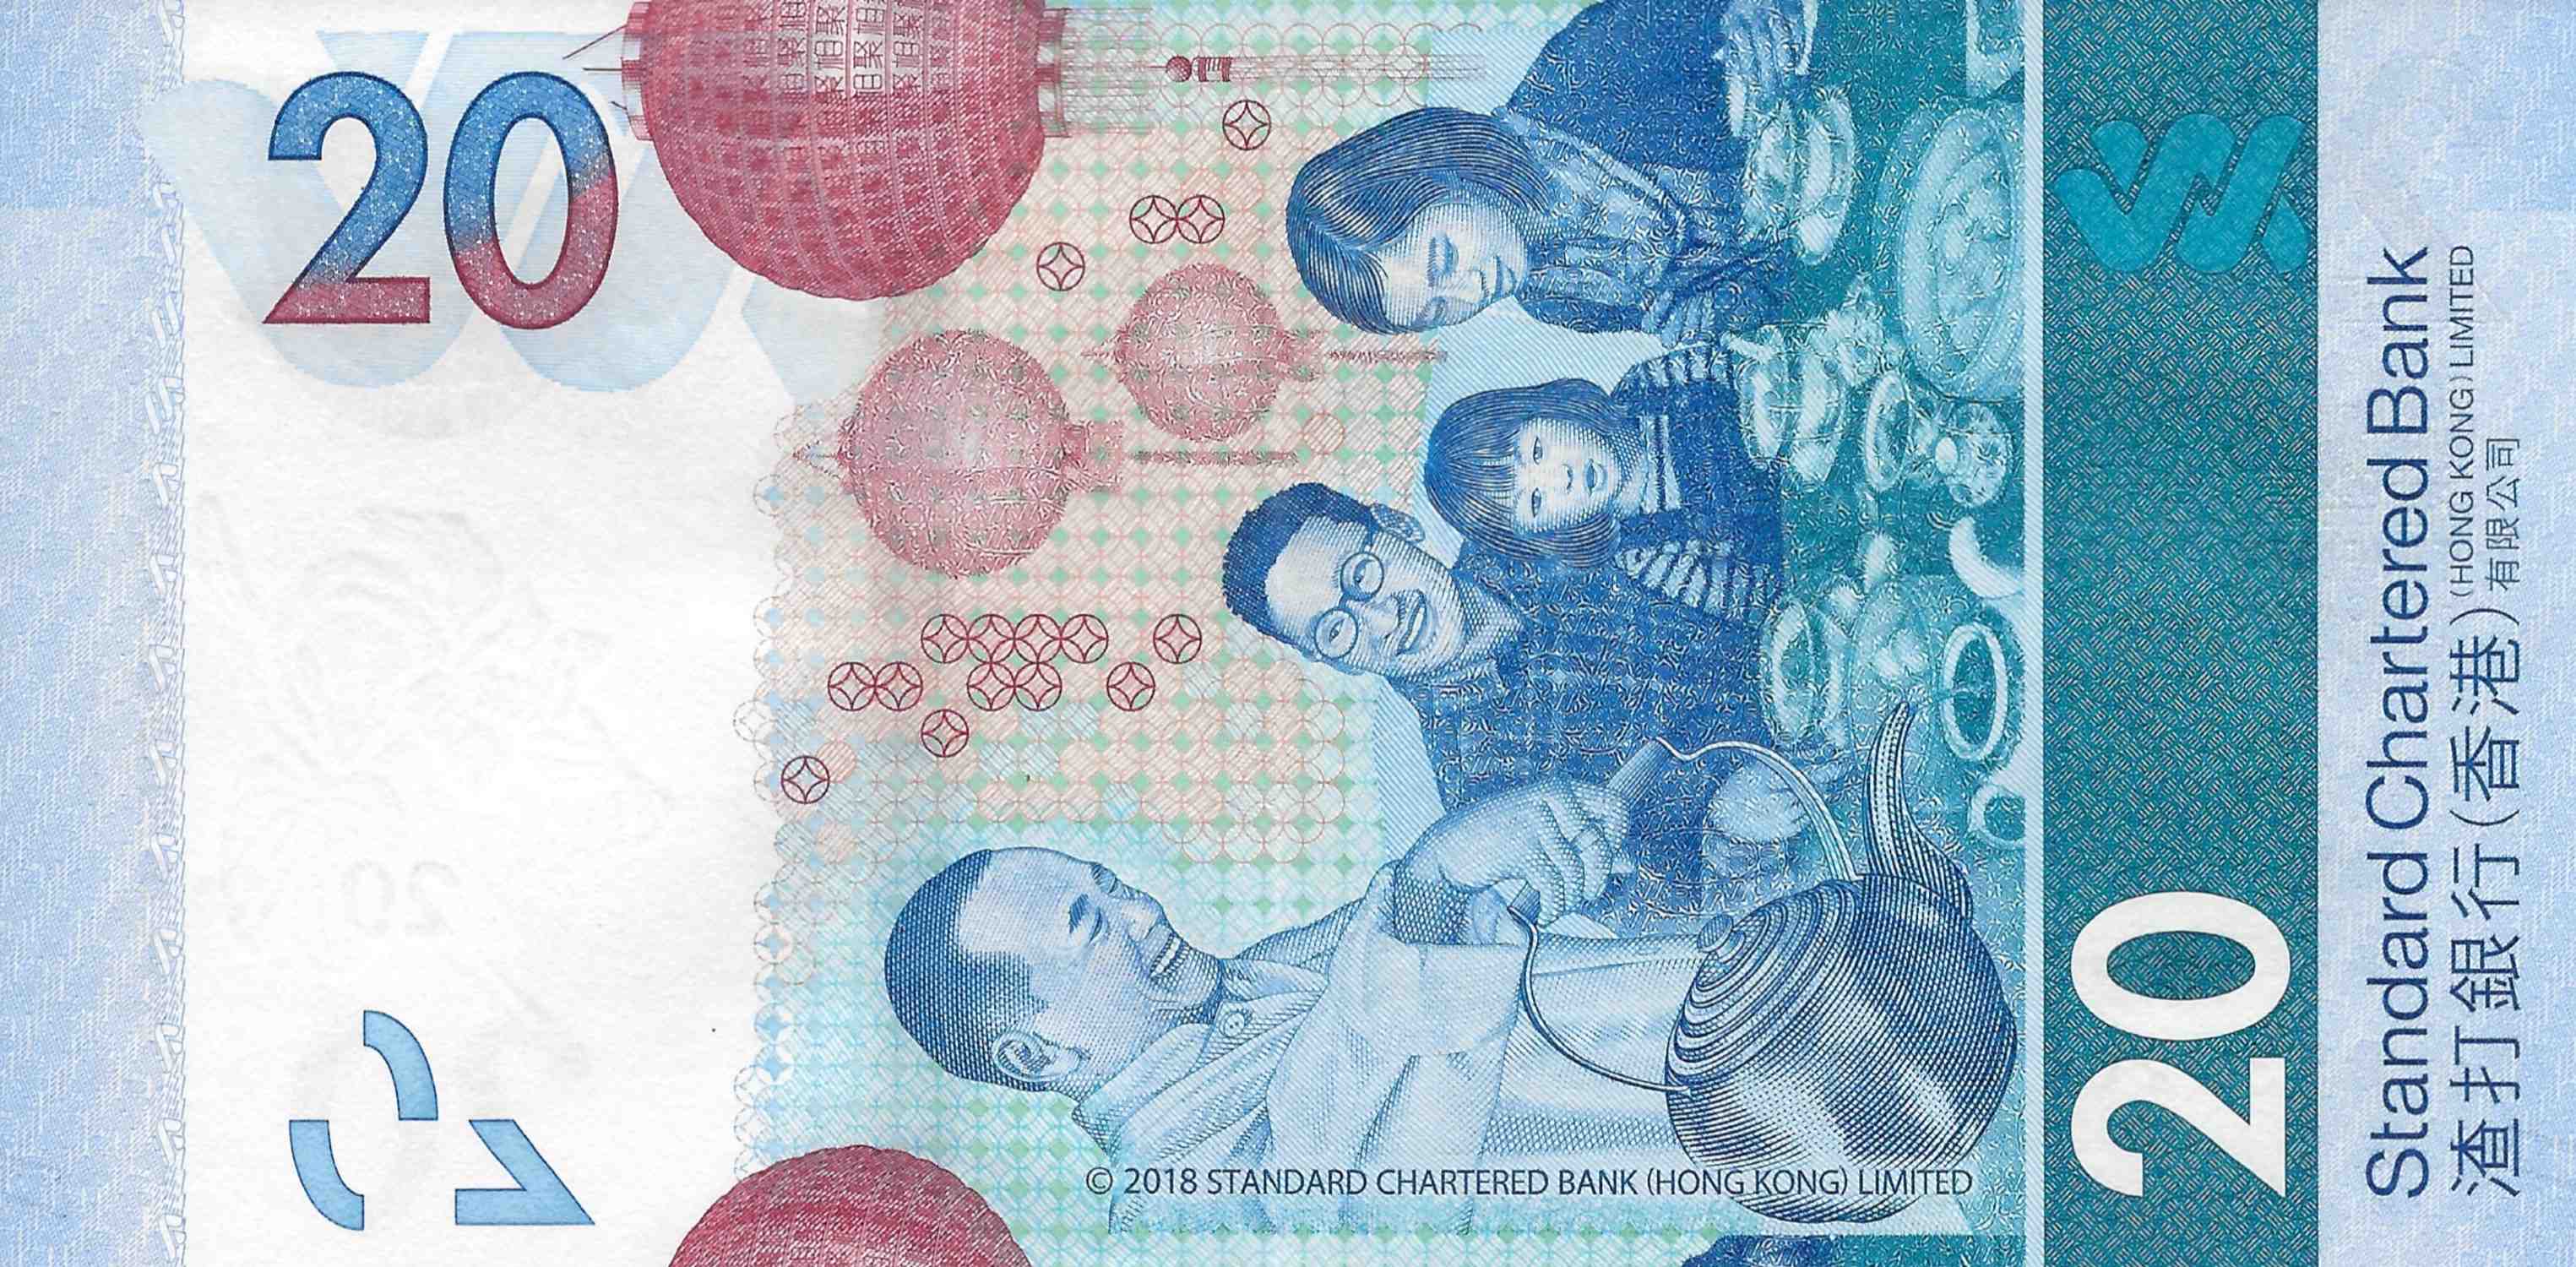 20
© 2018 STANDARD CHARTERED BANK (HONG KONG) LIMITED
20
Standard Chartered Bank
(HONG KONG) LIMITED
渣打銀行(香港)有限公司
20